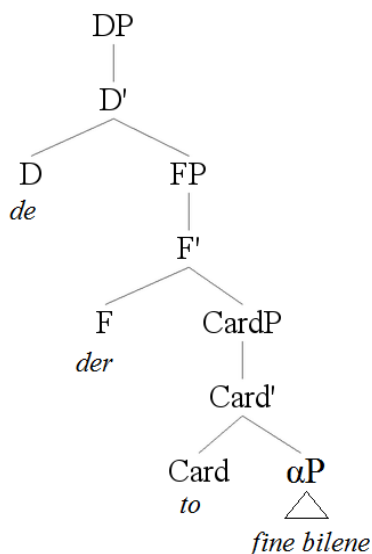 DP
D'
D FP
de
F'
F CardP
der
Card'
Card αP
to
fine bilene